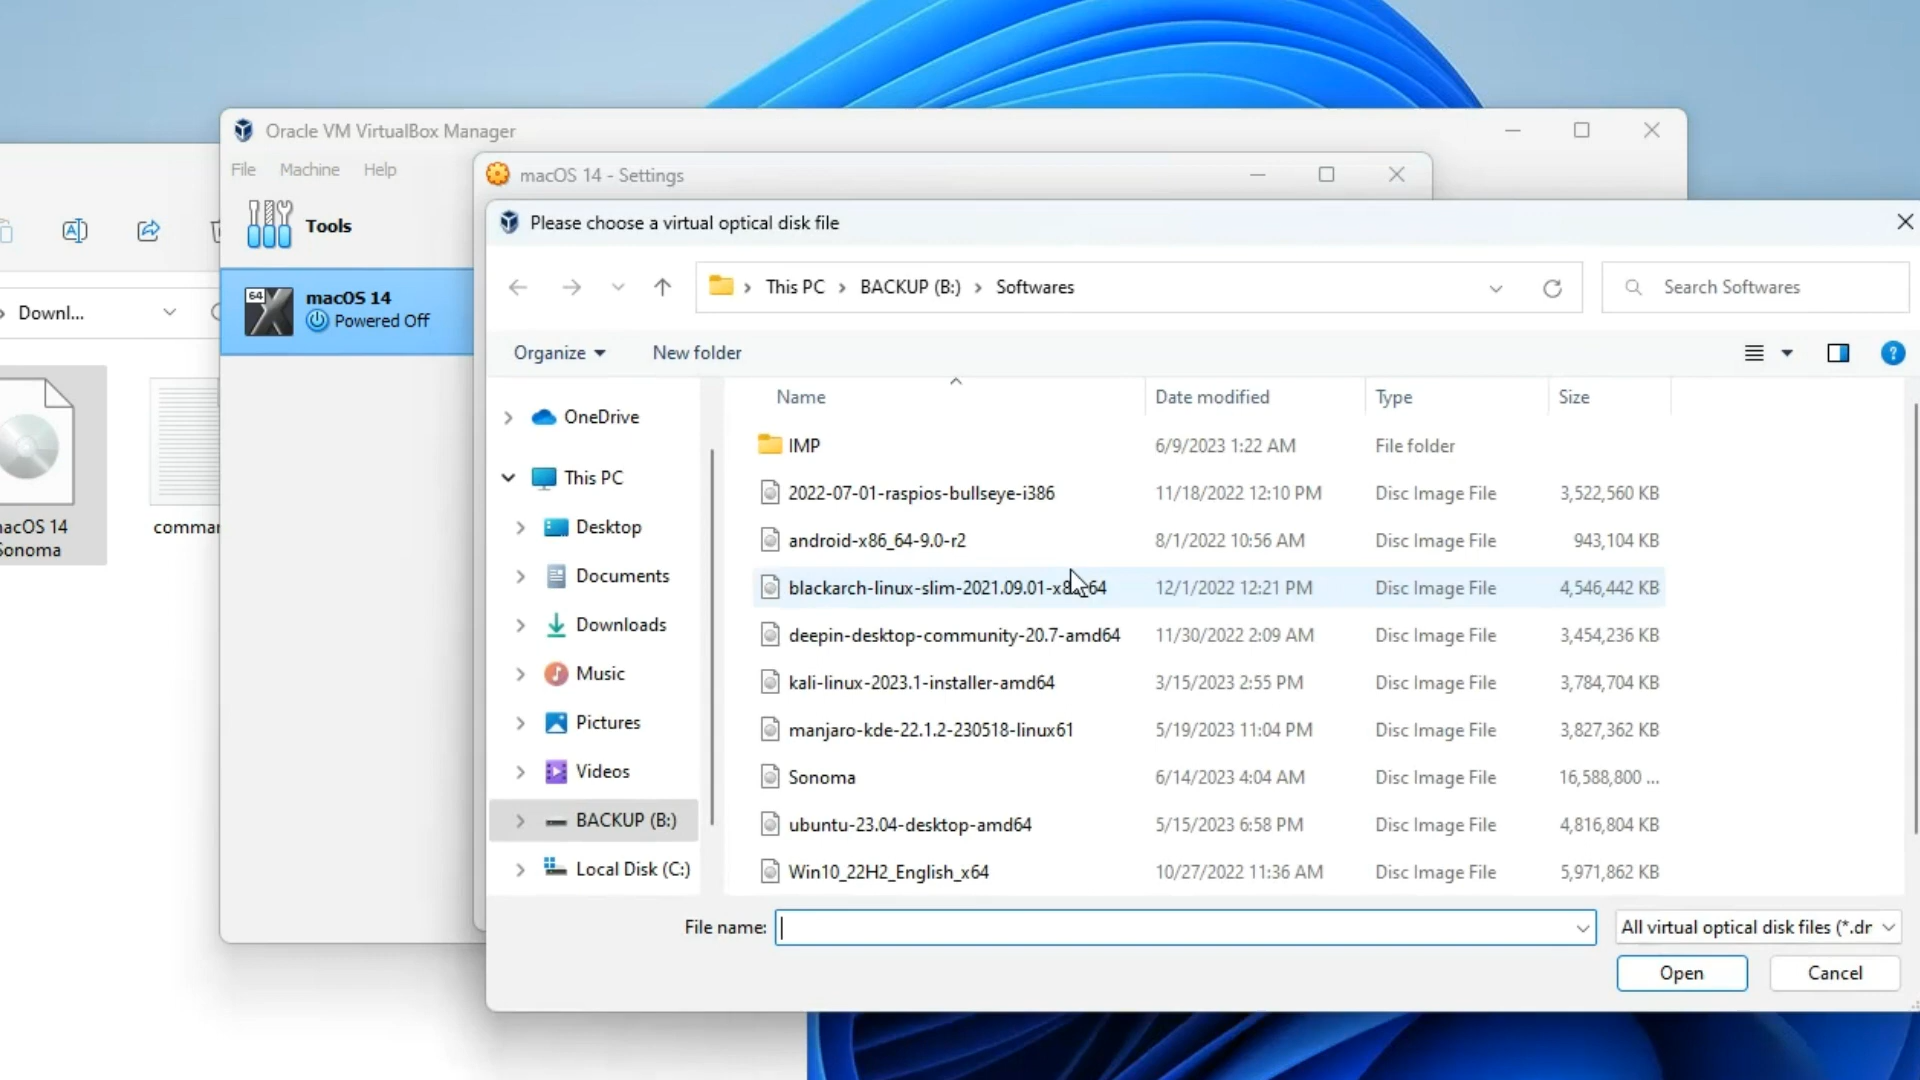 Oracle VM VirtualBox Manager
File Machine Help
macOS 14 - Settings
Tools
Please choose a virtual optical disk file
This PC > BACKUP (B:) > Softwares
Search Softwares
Downl...
macOS 14
Powered Off
Organize
New folder
Name Date modified Type Size
OneDrive
This PC
Desktop
Documents
Downloads
Music
Pictures
Videos
BACKUP (B:)
Local Disk (C:)
IMP 6/9/2023 1:22 AM File folder
2022-07-01-raspios-bullseye-i386 11/18/2022 12:10 PM Disc Image File 3,522,560 KB
android-x86_64-9.0-r2 8/1/2022 10:56 AM Disc Image File 943,104 KB
blackarch-linux-slim-2021.09.01-x8 64 12/1/2022 12:21 PM Disc Image File 4,546,442 KB
deepin-desktop-community-20.7-amd64 11/30/2022 2:09 AM Disc Image File 3,454,236 KB
kali-linux-2023.1-installer-amd64 3/15/2023 2:55 PM Disc Image File 3,784,704 KB
manjaro-kde-22.1.2-230518-linux61 5/19/2023 11:04 PM Disc Image File 3,827,362 KB
Sonoma 6/14/2023 4:04 AM Disc Image File 16,588,800 ...
ubuntu-23.04-desktop-amd64 5/15/2023 6:58 PM Disc Image File 4,816,804 KB
Win10_22H2_English_x64 10/27/2022 11:36 AM Disc Image File 5,971,862 KB
acOS 14
Sonoma
commar
File name:
All virtual optical disk files (*.dr
Open
Cancel
64
A
?